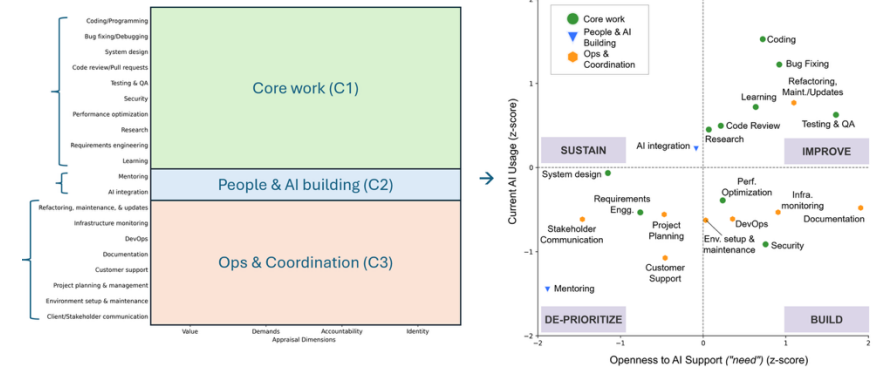 Coding/Programming
Bug fixing/Debugging
System design
Code review/Pull requests
Testing & QA
Security
Performance optimization
Research
Requirements engineering
Learning
Mentoring
AI integration
Refactoring, maintenance, & updates
Infrastructure monitoring
DevOps
Documentation
Customer support
Project planning & management
Environment setup & maintenance
Client/Stakeholder communication
Core work (C1)
People & AI building (C2)
Ops & Coordination (C3)
Value
Demands
Accountability
Identity
Appraisal Dimensions
Core work
People & AI
Building
Ops &
Coordination
Coding
Bug Fixing
Refactoring,
Maint./Updates
Learning
Testing & QA
Code Review
Research
AI integration
SUSTAIN
IMPROVE
System design
Requirements
Engg.
Perf.
Optimization
Infra.
monitoring
Documentation
Stakeholder
Communication
Project
Planning
DevOps
Env. setup &
maintenance
Security
Customer
Support
Mentoring
DE-PRIORITIZE
BUILD
2
1
0
−1
−2
−2
−1
0
1
2
Current AI Usage (z-score)
Openness to AI Support ("need") (z-score)